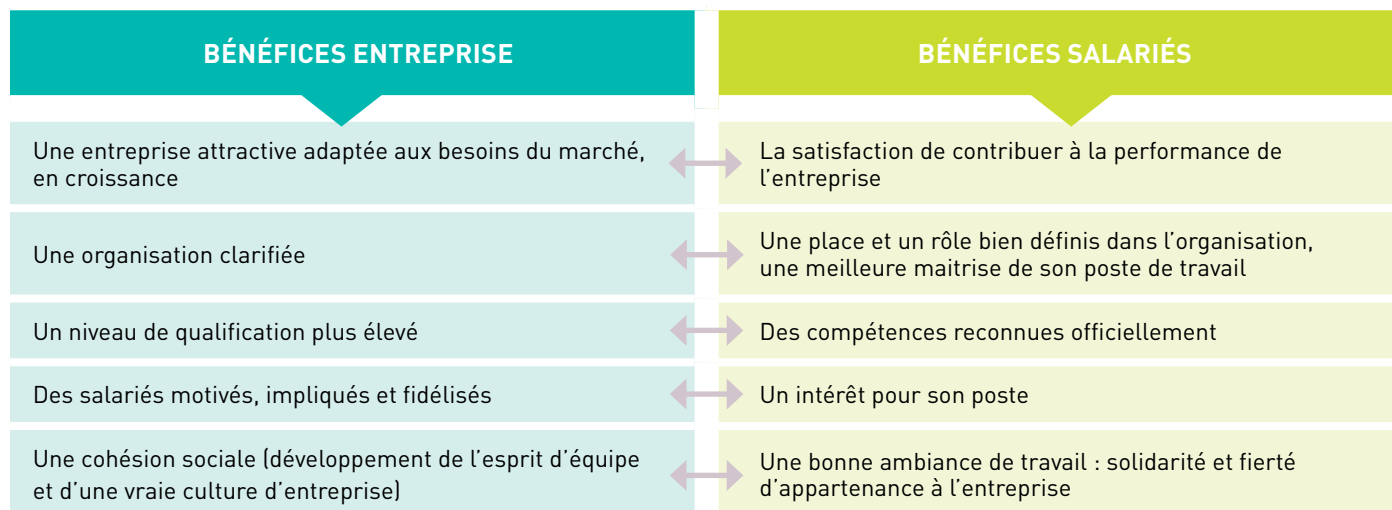 BÉNÉFICES ENTREPRISE
BÉNÉFICES SALARIÉS
Une entreprise attractive adaptée aux besoins du marché,
en croissance
La satisfaction de contribuer à la performance de
l’entreprise
Une organisation clarifiée
Une place et un rôle bien définis dans l’organisation,
une meilleure maitrise de son poste de travail
Un niveau de qualification plus élevé
Des compétences reconnues officiellement
Des salariés motivés, impliqués et fidélisés
Un intérêt pour son poste
Une cohésion sociale (développement de l’esprit d’équipe
et d’une vraie culture d’entreprise)
Une bonne ambiance de travail : solidarité et fierté
d’appartenance à l’entreprise